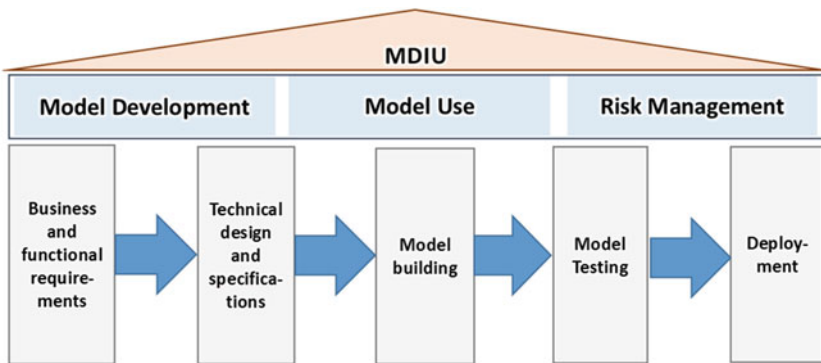 MDIU
Model Development
Model Use
Risk Management
Business
and
functional
require-
ments
Technical
design and
specifica-
tions
Model
building
Model
Testing
Deploy-
ment